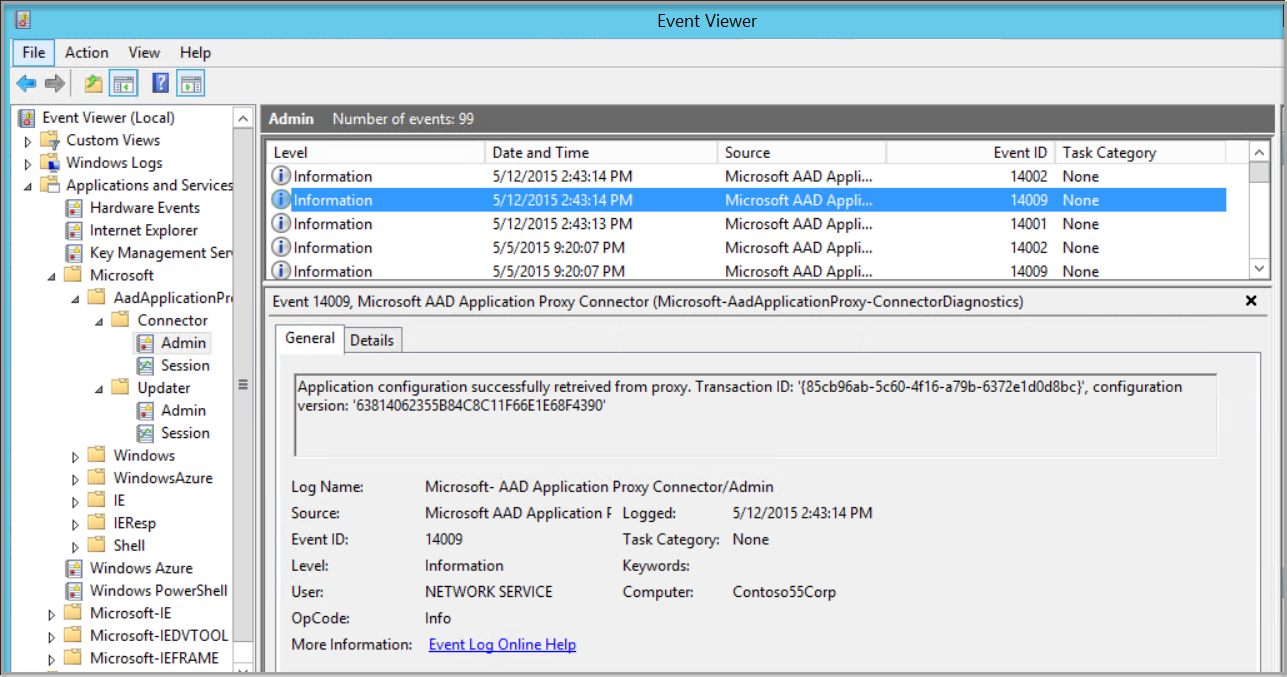 Event Viewer
File Action View Help
Event Viewer (Local)
Custom Views
Windows Logs
Applications and Services
Hardware Events
Internet Explorer
Key Management Ser
Microsoft
AadApplicationPr
Connector
Admin
Session
Updater
Admin
Session
Windows
WindowsAzure
IE
IEResp
Shell
Windows Azure
Windows PowerShell
Microsoft-IE
Microsoft-IEDVTOOL
Microsoft-IEFRAME
Admin Number of events: 99
Level Date and Time Source Event ID Task Category
Information 5/12/2015 2:43:14 PM Microsoft AAD Appli... 14002 None
Information 5/12/2015 2:43:14 PM Microsoft AAD Appli... 14009 None
Information 5/12/2015 2:43:13 PM Microsoft AAD Appli... 14001 None
Information 5/5/2015 9:20:07 PM Microsoft AAD Appli... 14002 None
Information 5/5/2015 9:20:07 PM Microsoft AAD Appli... 14009 None
Event 14009, Microsoft AAD Application Proxy Connector (Microsoft-AadApplicationProxy-ConnectorDiagnostics)
General Details
Application configuration successfully retreived from proxy. Transaction ID: '{85cb96ab-5c60-4f16-a79b-6372e1d0d8bc}', configuration
version: '63814062355B84C8C11F66E1E68F4390'
Log Name: Microsoft- AAD Application Proxy Connector/Admin
Source: Microsoft AAD Application P Logged: 5/12/2015 2:43:14 PM
Event ID: 14009 Task Category: None
Level: Information Keywords:
User: NETWORK SERVICE Computer: Contoso55Corp
OpCode: Info
More Information: Event Log Online Help